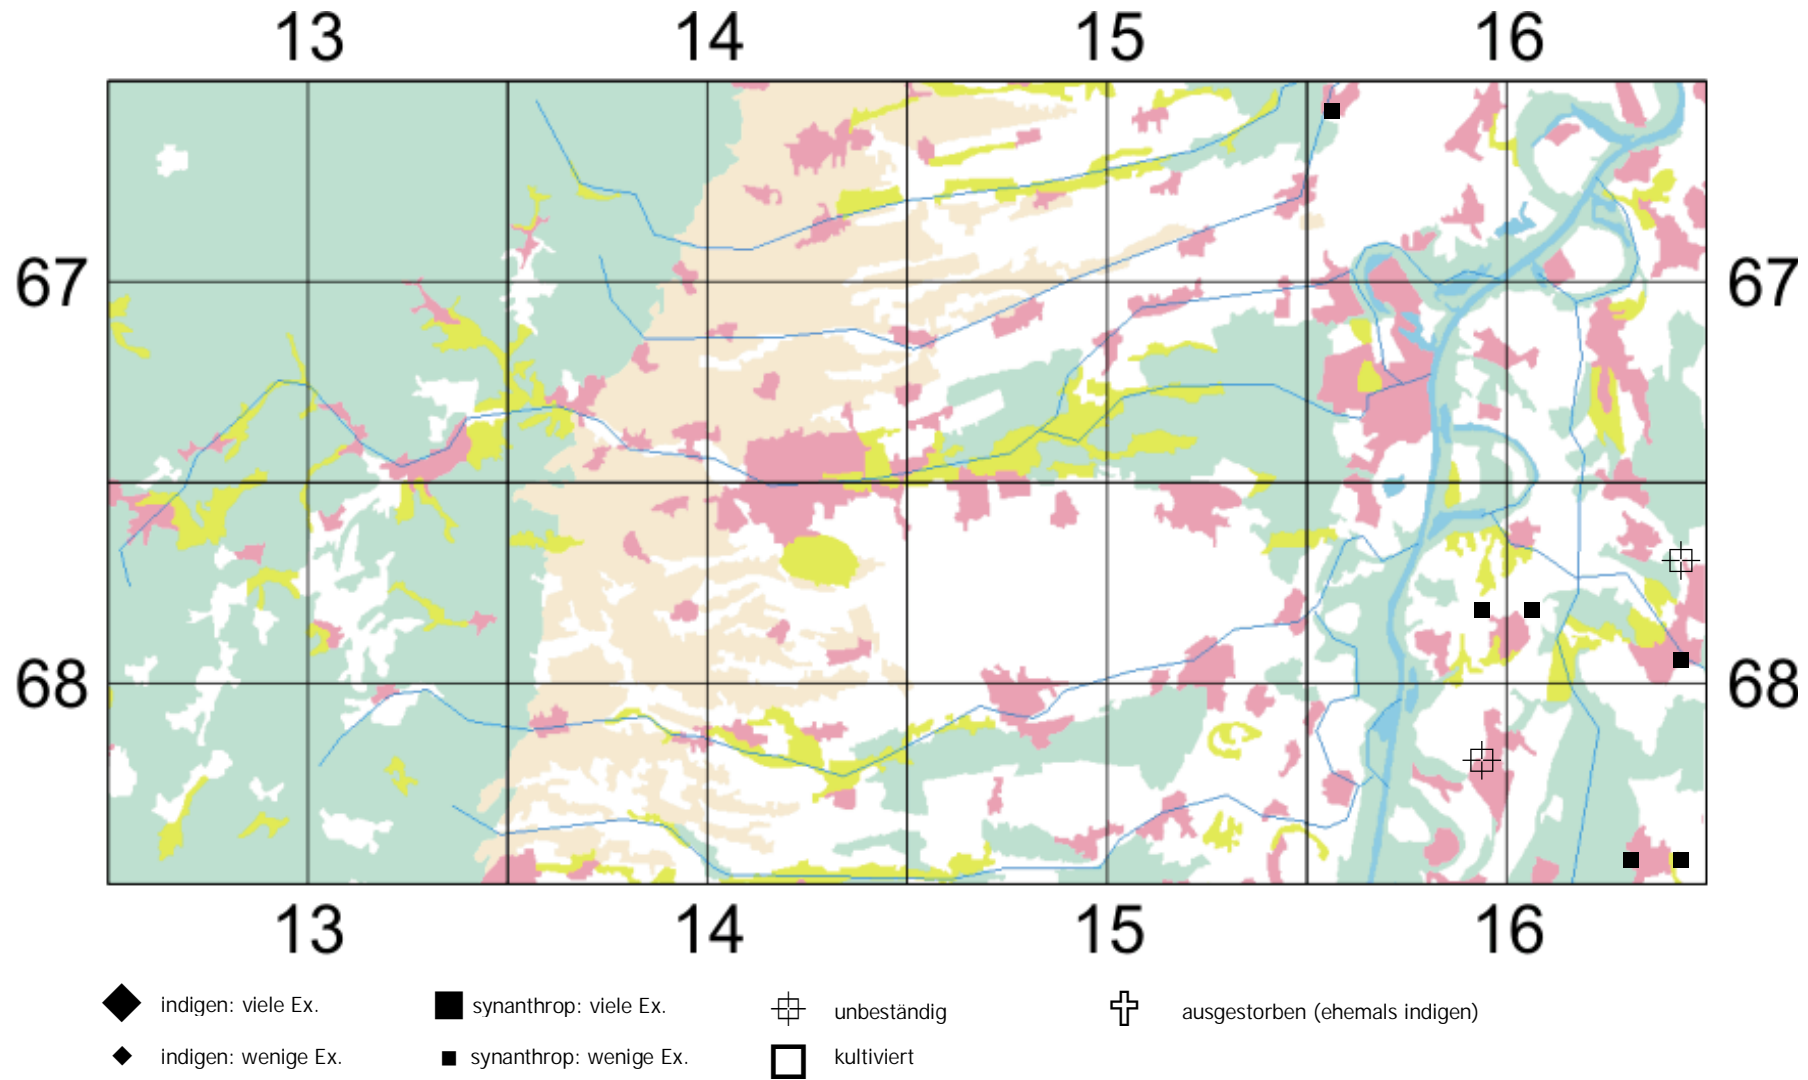 13 14 15 16
67 67
68 68
13 14 15 16
indigen: viele Ex. synanthrop: viele Ex. unbeständig ausgestorben (ehemals indigen)
indigen: wenige Ex. synanthrop: wenige Ex. kultiviert